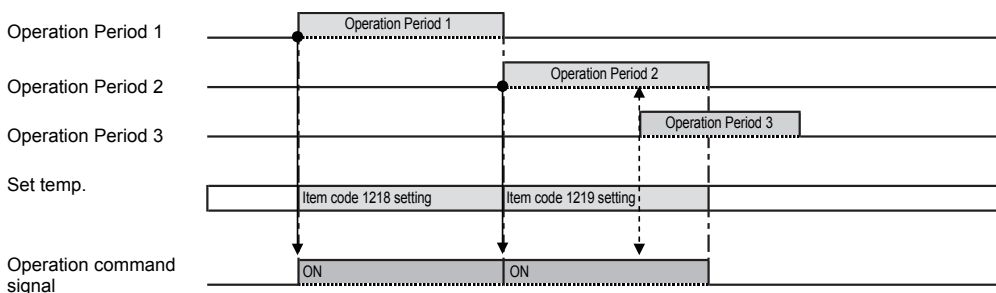 Operation Period 1
Operation Period 1
Operation Period 2
Operation Period 2
Operation Period 3
Operation Period 3
Set temp.
Item code 1218 setting
Item code 1219 setting
Operation command
signal
ON
ON